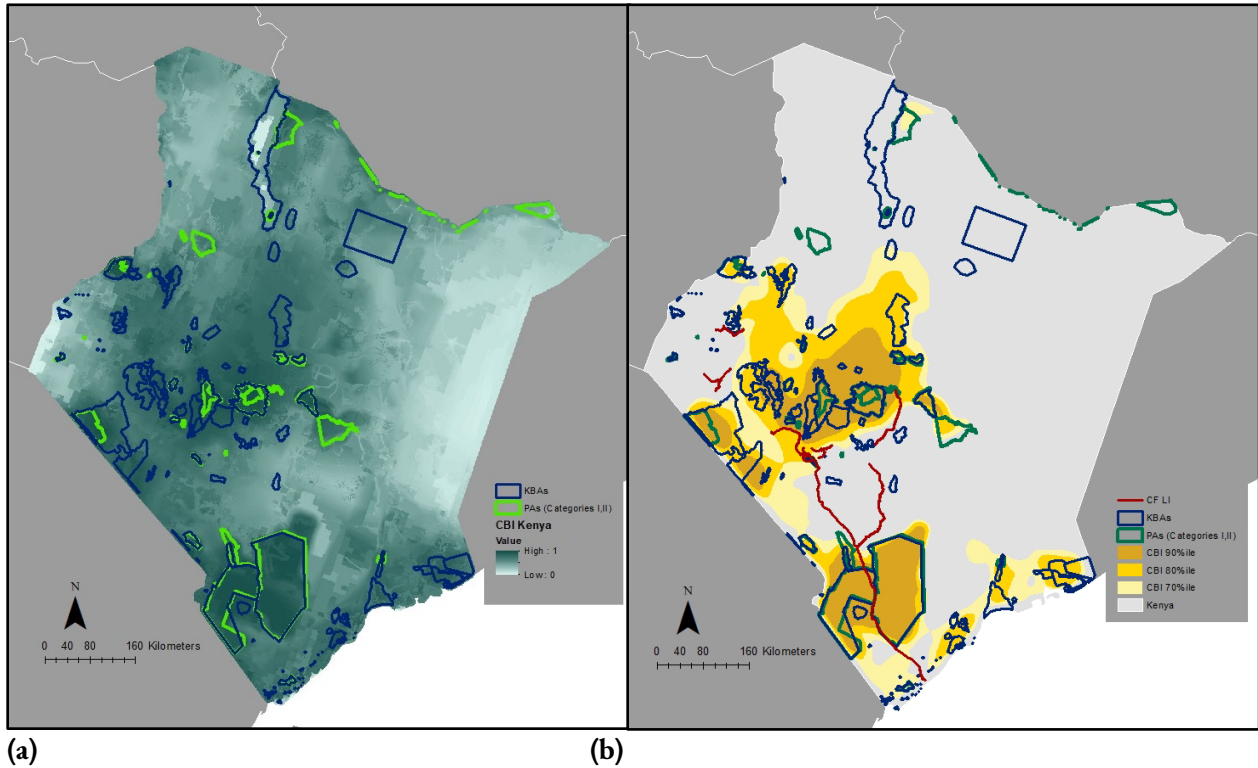 KBAs
PAs (Categories I,II)
CBI Kenya
Value
High : 1
Low : 0
N
0 40 80 160 Kilometers
(a)
CF LI
KBAs
PAs (Categories I,II)
CBI 90%ile
CBI 80%ile
CBI 70%ile
Kenya
N
0 40 80 160 Kilometers
(b)